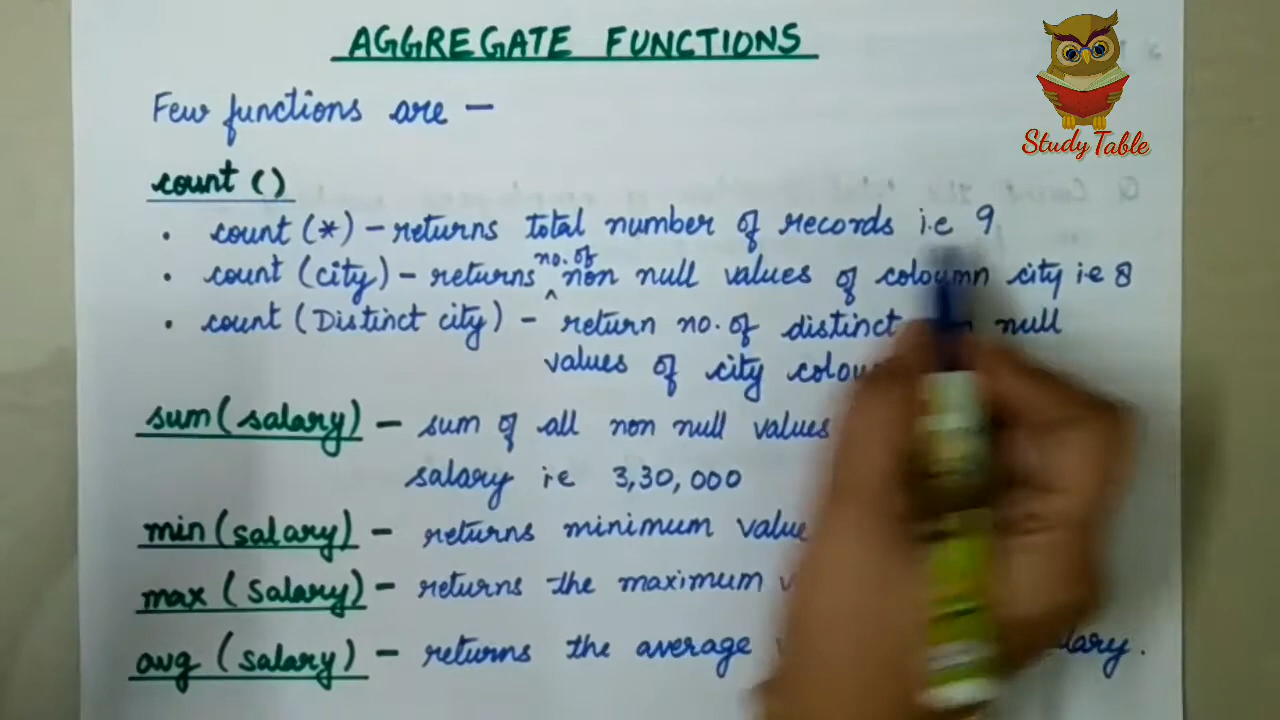 AGGREGATE FUNCTIONS
Study Table
Few functions are –
count ()
• count (*) – returns total number of records i.e 9
no. of
• count (city) – returns ^ non null values of coloumn city i.e 8
• count (Distinct city) – return no. of distinct null
values of city
sum (salary) – sum of all non null values
salary i.e 3,30,000
min (salary) – returns minimum value
max (salary) – returns the maximum
avg (salary) – returns the average